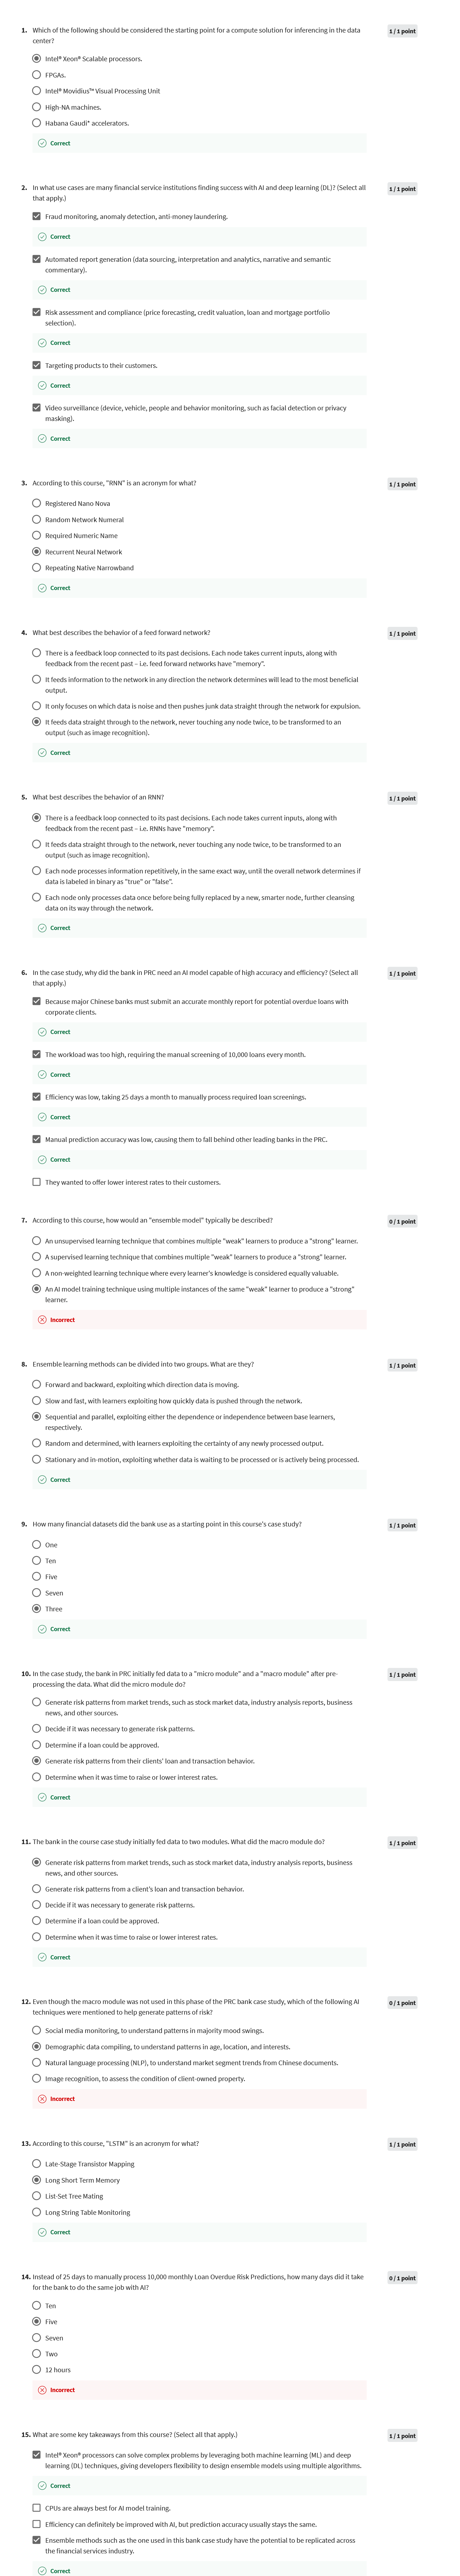 1. Which of the following should be considered the starting point for a compute solution for inferencing in the data
center?
1 / 1 point
Intel® Xeon® Scalable processors.
FPGAs.
Intel® Movidius™ Visual Processing Unit
High-NA machines.
Habana Gaudi* accelerators.
Correct
2. In what use cases are many financial service institutions finding success with AI and deep learning (DL)? (Select all
that apply.)
1 / 1 point
Fraud monitoring, anomaly detection, anti-money laundering.
Correct
Automated report generation (data sourcing, interpretation and analytics, narrative and semantic
commentary).
Correct
Risk assessment and compliance (price forecasting, credit valuation, loan and mortgage portfolio
selection).
Correct
Targeting products to their customers.
Correct
Video surveillance (device, vehicle, people and behavior monitoring, such as facial detection or privacy
masking).
Correct
3. According to this course, "RNN" is an acronym for what?
1 / 1 point
Registered Nano Nova
Random Network Numeral
Required Numeric Name
Recurrent Neural Network
Repeating Native Narrowband
Correct
4. What best describes the behavior of a feed forward network?
1 / 1 point
There is a feedback loop connected to its past decisions. Each node takes current inputs, along with
feedback from the recent past – i.e. feed forward networks have "memory".
It feeds information to the network in any direction the network determines will lead to the most beneficial
output.
It only focuses on which data is noise and then pushes junk data straight through the network for expulsion.
It feeds data straight through to the network, never touching any node twice, to be transformed to an
output (such as image recognition).
Correct
5. What best describes the behavior of an RNN?
1 / 1 point
There is a feedback loop connected to its past decisions. Each node takes current inputs, along with
feedback from the recent past – i.e. RNNs have "memory".
It feeds data straight through to the network, never touching any node twice, to be transformed to an
output (such as image recognition).
Each node processes information repetitively, in the exact same way, until the overall network determines if
data is labeled in binary as "true" or "false".
Each node only processes data once before being fully replaced by a new, smarter node, further cleansing
data on its way through the network.
Correct
6. In the case study, why did the bank in PRC need an AI model capable of high accuracy and efficiency? (Select all
that apply.)
1 / 1 point
Because major Chinese banks must submit an accurate monthly report for potential overdue loans with
corporate clients.
Correct
The workload was too high, requiring the manual screening of 10,000 loans every month.
Correct
Efficiency was low, taking 25 days a month to manually process required loan screenings.
Correct
Manual prediction accuracy was low, causing them to fall behind other leading banks in the PRC.
Correct
They wanted to offer lower interest rates to their customers.
7. According to this course, how would an "ensemble model" typically be described?
0 / 1 point
An unsupervised learning technique that combines multiple "weak" learners to produce a "strong" learner.
A supervised learning technique that combines multiple "weak" learners to produce a "strong" learner.
A non-weighted learning technique where every learner's knowledge is considered equally valuable.
An AI model training technique using multiple instances of the same "weak" learner to produce a "strong"
learner.
Incorrect
8. Ensemble learning methods can be divided into two groups. What are they?
1 / 1 point
Forward and backward, exploiting which direction data is moving.
Slow and fast, with learners exploiting how quickly data is pushed through the network.
Sequential and parallel, exploiting either the dependence or independence between base learners,
respectively.
Random and determined, with learners exploiting the certainty of any newly processed output.
Stationary and in-motion, exploiting whether data is waiting to be processed or is actively being processed.
Correct
9. How many financial datasets did the bank use as a starting point in this course's case study?
1 / 1 point
One
Ten
Five
Seven
Three
Correct
10. In the case study, the bank in PRC initially fed data to a "micro module" and a "macro module" after pre-
processing the data. What did the micro module do?
1 / 1 point
Generate risk patterns from market trends, such as stock market data, industry analysis reports, business
news, and other sources.
Decide if it was necessary to generate risk patterns.
Determine if a loan could be approved.
Generate risk patterns from their clients' loan and transaction behavior.
Determine when it was time to raise or lower interest rates.
Correct
11. The bank in the course case study initially fed data to two modules. What did the macro module do?
1 / 1 point
Generate risk patterns from market trends, such as stock market data, industry analysis reports, business
news, and other sources.
Generate risk patterns from a client's loan and transaction behavior.
Decide if it was necessary to generate risk patterns.
Determine if a loan could be approved.
Determine when it was time to raise or lower interest rates.
Correct
12. Even though the macro module was not used in this phase of the PRC bank case study, which of the following AI
techniques were mentioned to help generate patterns of risk?
0 / 1 point
Social media monitoring, to understand patterns in majority mood swings.
Demographic data compiling, to understand patterns in age, location, and interests.
Natural language processing (NLP), to understand market segment trends from Chinese documents.
Image recognition, to assess the condition of client-owned property.
Incorrect
13. According to this course, "LSTM" is an acronym for what?
1 / 1 point
Late-Stage Transistor Mapping
Long Short Term Memory
List-Set Tree Mating
Long String Table Monitoring
Correct
14. Instead of 25 days to manually process 10,000 monthly Loan Overdue Risk Predictions, how many days did it take
for the bank to do the same job with AI?
0 / 1 point
Ten
Five
Seven
Two
12 hours
Incorrect
15. What are some key takeaways from this course? (Select all that apply.)
1 / 1 point
Intel® Xeon® processors can solve complex problems by leveraging both machine learning (ML) and deep
learning (DL) techniques, giving developers flexibility to design ensemble models using multiple algorithms.
Correct
CPUs are always best for AI model training.
Efficiency can definitely be improved with AI, but prediction accuracy usually stays the same.
Ensemble methods such as the one used in this bank case study have the potential to be replicated across
the financial services industry.
Correct